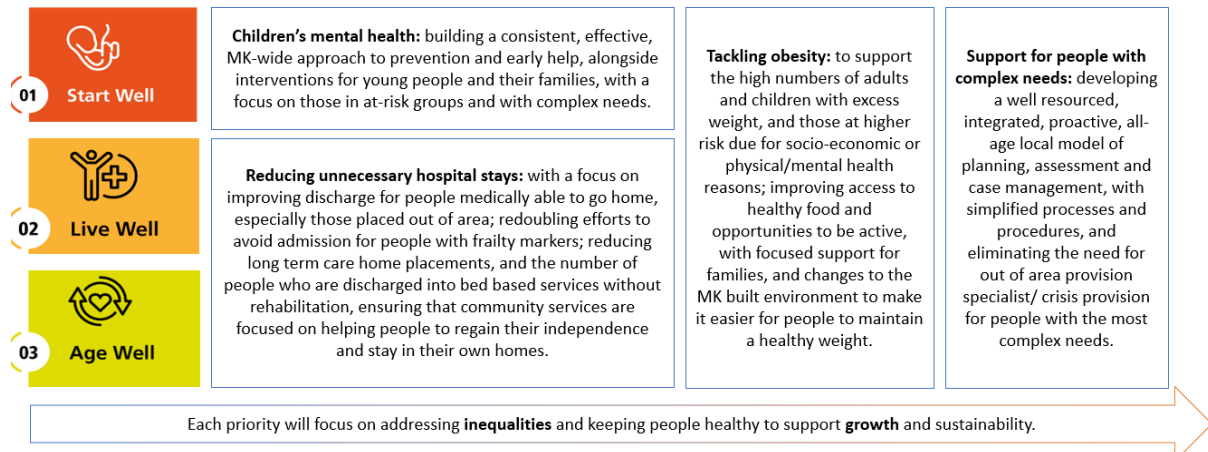 01
Start Well
02
Live Well
03
Age Well
Children's mental health: building a consistent, effective,
MK-wide approach to prevention and early help, alongside
interventions for young people and their families, with a
focus on those in at-risk groups and with complex needs.
Reducing unnecessary hospital stays: with a focus on
improving discharge for people medically able to go home,
especially those placed out of area; redoubling efforts to
avoid admission for people with frailty markers; reducing
long term care home placements, and the number of
people who are discharged into bed based services without
rehabilitation, ensuring that community services are
focused on helping people to regain their independence
and stay in their own homes.
Tackling obesity: to support
the high numbers of adults
and children with excess
weight, and those at higher
risk due for socio-economic or
physical/mental health
reasons; improving access to
healthy food and
opportunities to be active,
with focused support for
families, and changes to the
MK built environment to make
it easier for people to maintain
a healthy weight.
Support for people with
complex needs: developing
a well resourced,
integrated, proactive, all-
age local model of
planning, assessment and
case management, with
simplified processes and
procedures, and
eliminating the need for
out of area provision
specialist/ crisis provision
for people with the most
complex needs.
Each priority will focus on addressing inequalities and keeping people healthy to support growth and sustainability.